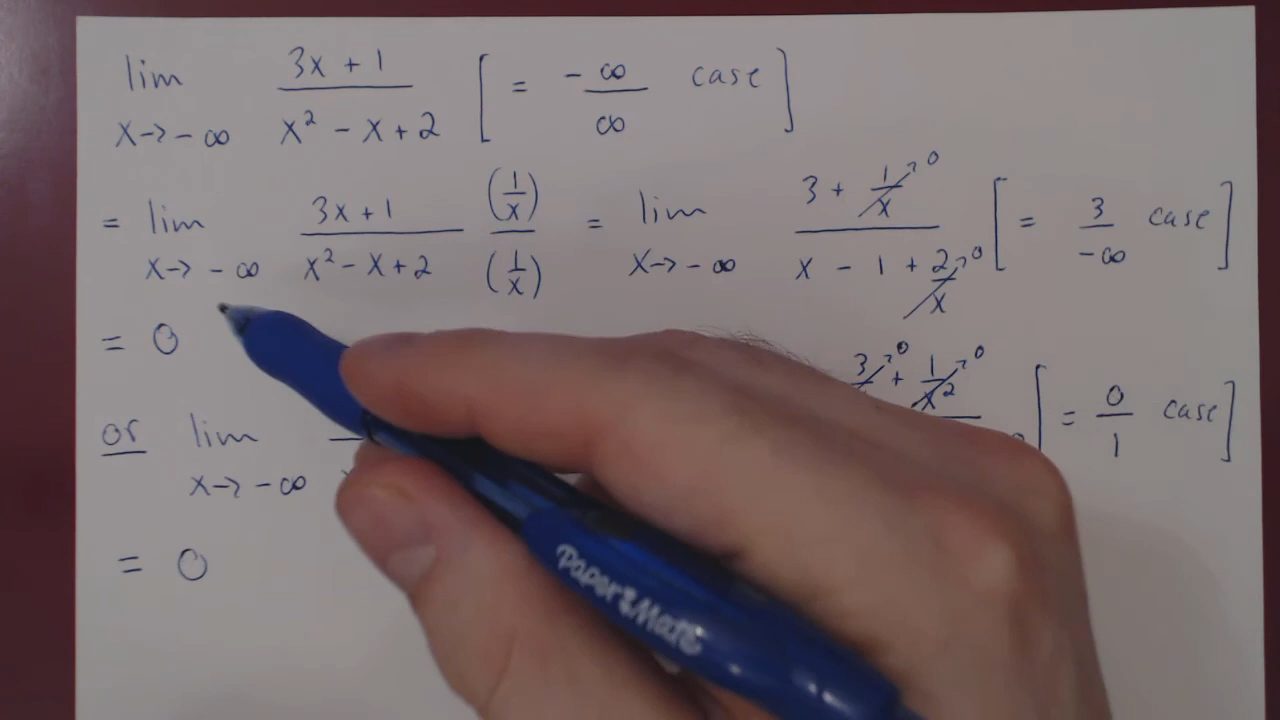 lim x→-∞ (3x + 1)/(x² - x + 2) [ = -∞/∞ case ]
= lim x→-∞ (3x + 1)/(x² - x + 2) (1/x)/(1/x) = lim x→-∞ (3 + 1/x →0)/(x - 1 + 2/x →0) [ = 3/-∞ case ]
= 0
or lim x→-∞ 3/ →0 + 1/x² →0 [ = 0/1 case ]
= 0
Paper Mate